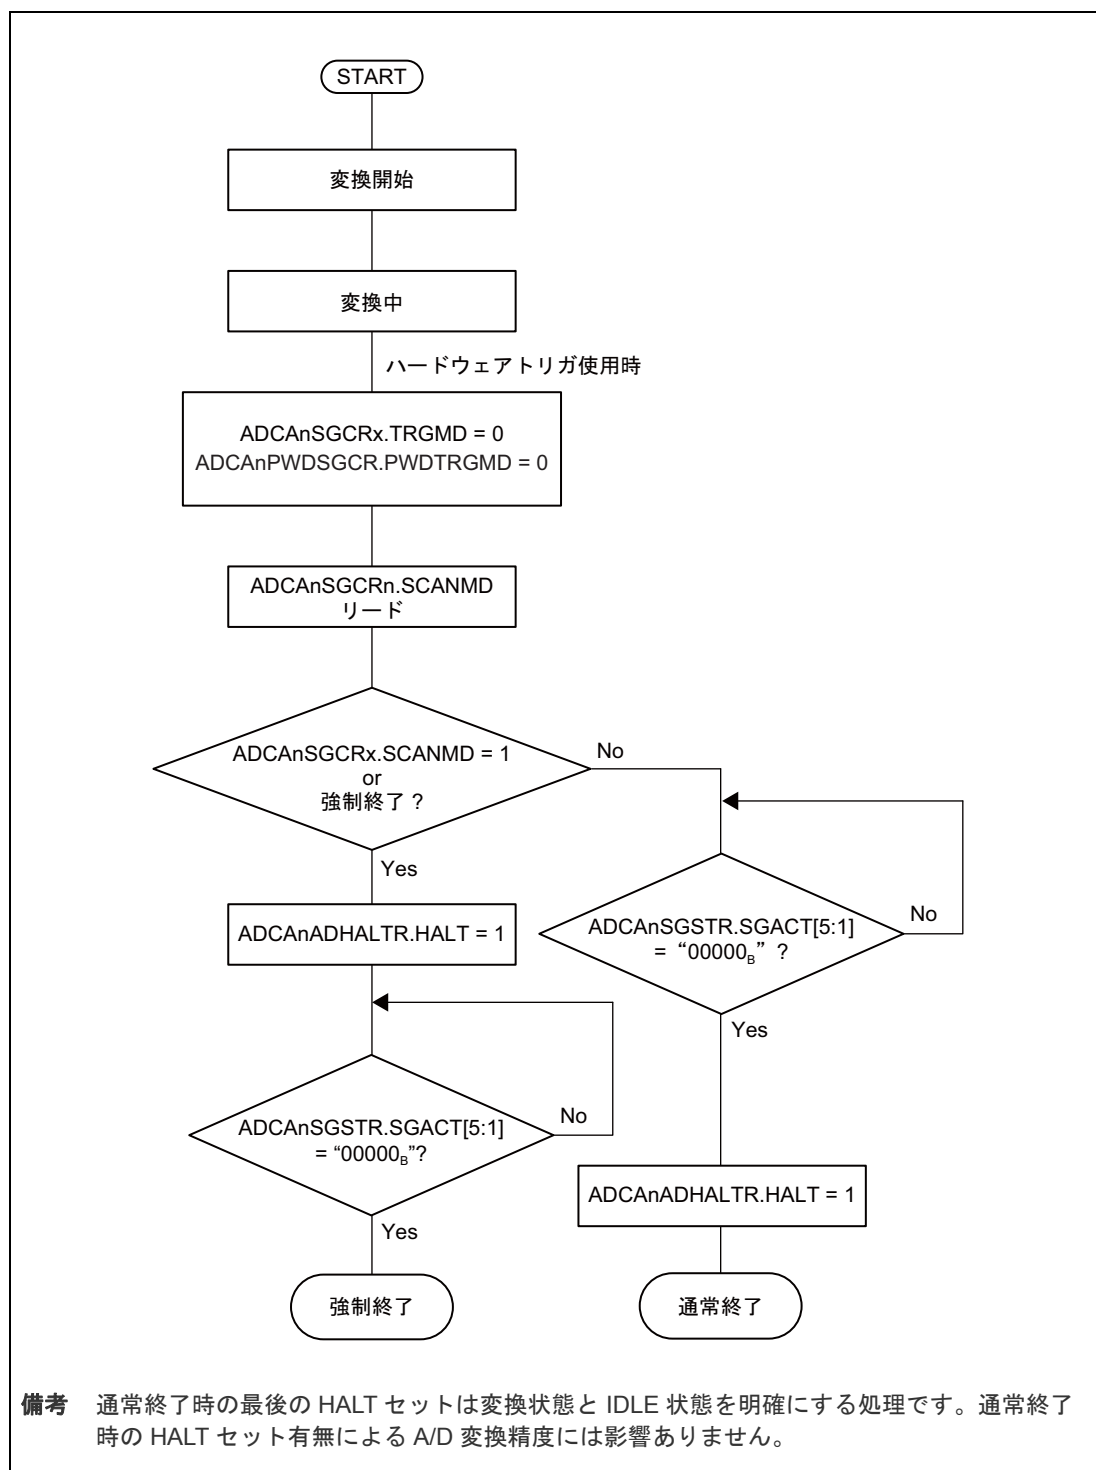 START
変換開始
変換中
ハードウェアトリガ使用時
ADCAnSGCRx.TRGMD = 0
ADCAnPWDSGCR.PWDTRGMD = 0
ADCAnSGCRn.SCANMD
リード
ADCAnSGCRx.SCANMD = 1
or
強制終了 ?
No
Yes
ADCAnADHALTR.HALT = 1
ADCAnSGSTR.SGACT[5:1]
= “00000B” ?
No
Yes
ADCAnSGSTR.SGACT[5:1]
= “00000B”?
No
Yes
ADCAnADHALTR.HALT = 1
強制終了
通常終了
備考 通常終了時の最後の HALT セットは変換状態と IDLE 状態を明確にする処理です。通常終了
時の HALT セット有無による A/D 変換精度には影響ありません。